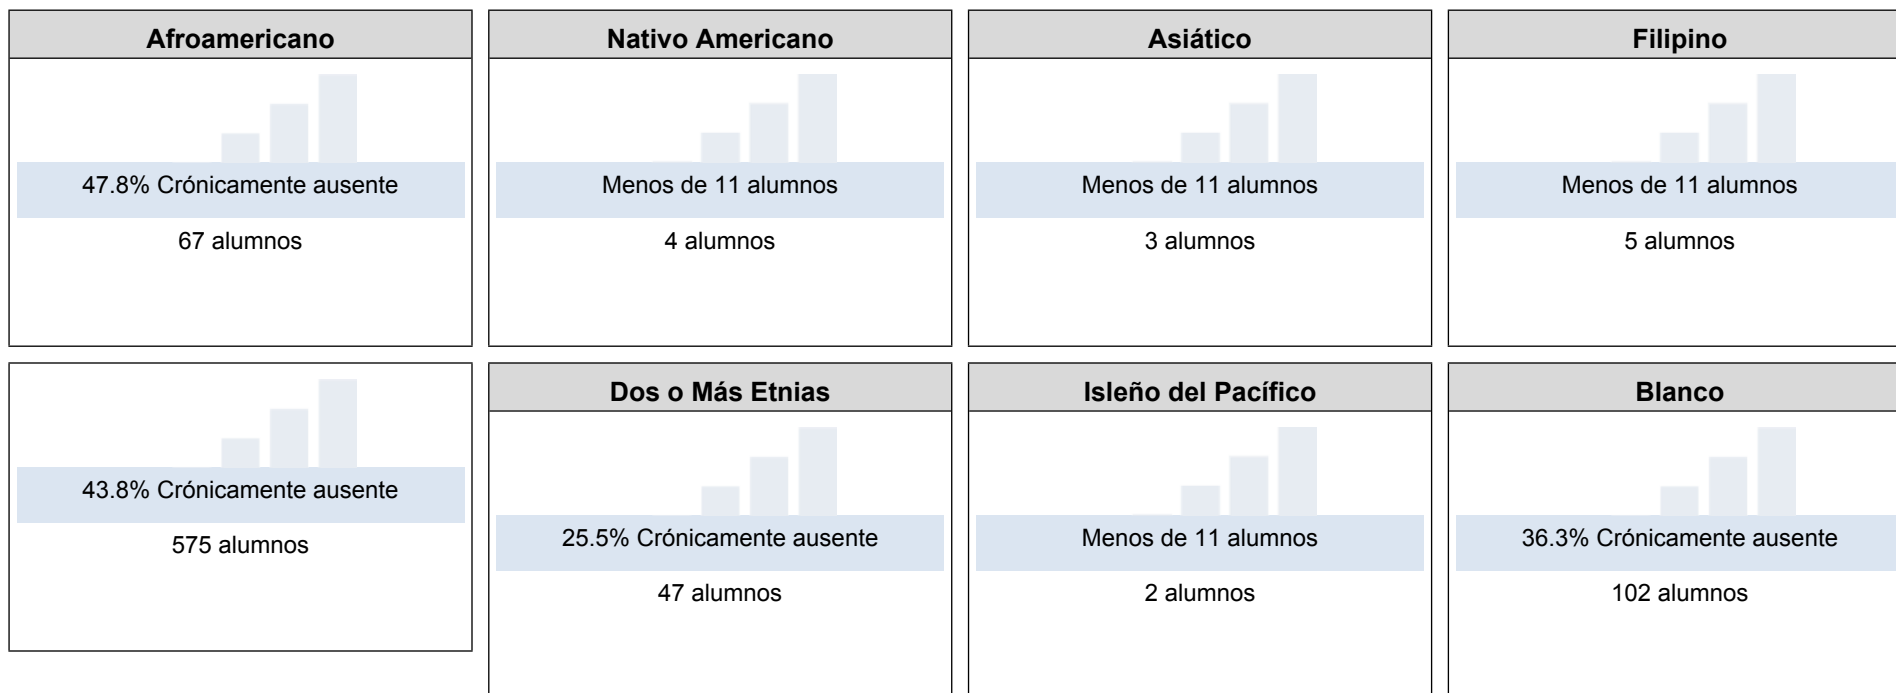 Afroamericano
47.8% Crónicamente ausente
67 alumnos
Nativo Americano
Menos de 11 alumnos
4 alumnos
Asiático
Menos de 11 alumnos
3 alumnos
Filipino
Menos de 11 alumnos
5 alumnos
43.8% Crónicamente ausente
575 alumnos
Dos o Más Etnias
25.5% Crónicamente ausente
47 alumnos
Isleño del Pacífico
Menos de 11 alumnos
2 alumnos
Blanco
36.3% Crónicamente ausente
102 alumnos